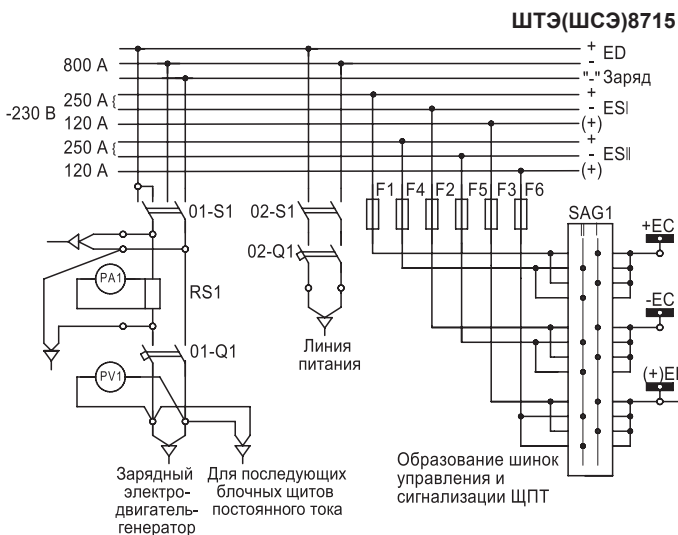 ШТЭ(ШСЭ)8715
+ ED
800 А -
"-" Заряд
250 А { +
-230 В - ESI
120 А (+)
250 А { +
- ESII
120 А (+)
F1 F4 F2 F5 F3 F6
01-S1 02-S1 SAG1
+EC
02-Q1
PA1
RS1
-EC
01-Q1
Линия
питания
PV1
Образование шинок
управления и
сигнализации ЩПТ
Зарядный
электро-
двигатель-
генератор
Для последующих
блочных щитов
постоянного тока